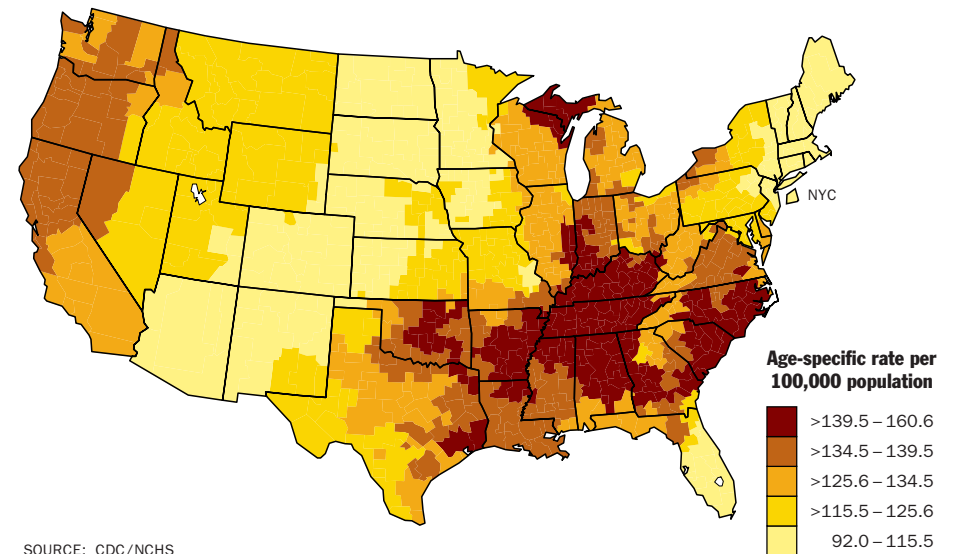 NYC
Age-specific rate per
100,000 population
>139.5 – 160.6
>134.5 – 139.5
>125.6 – 134.5
>115.5 – 125.6
92.0 – 115.5
SOURCE: CDC/NCHS